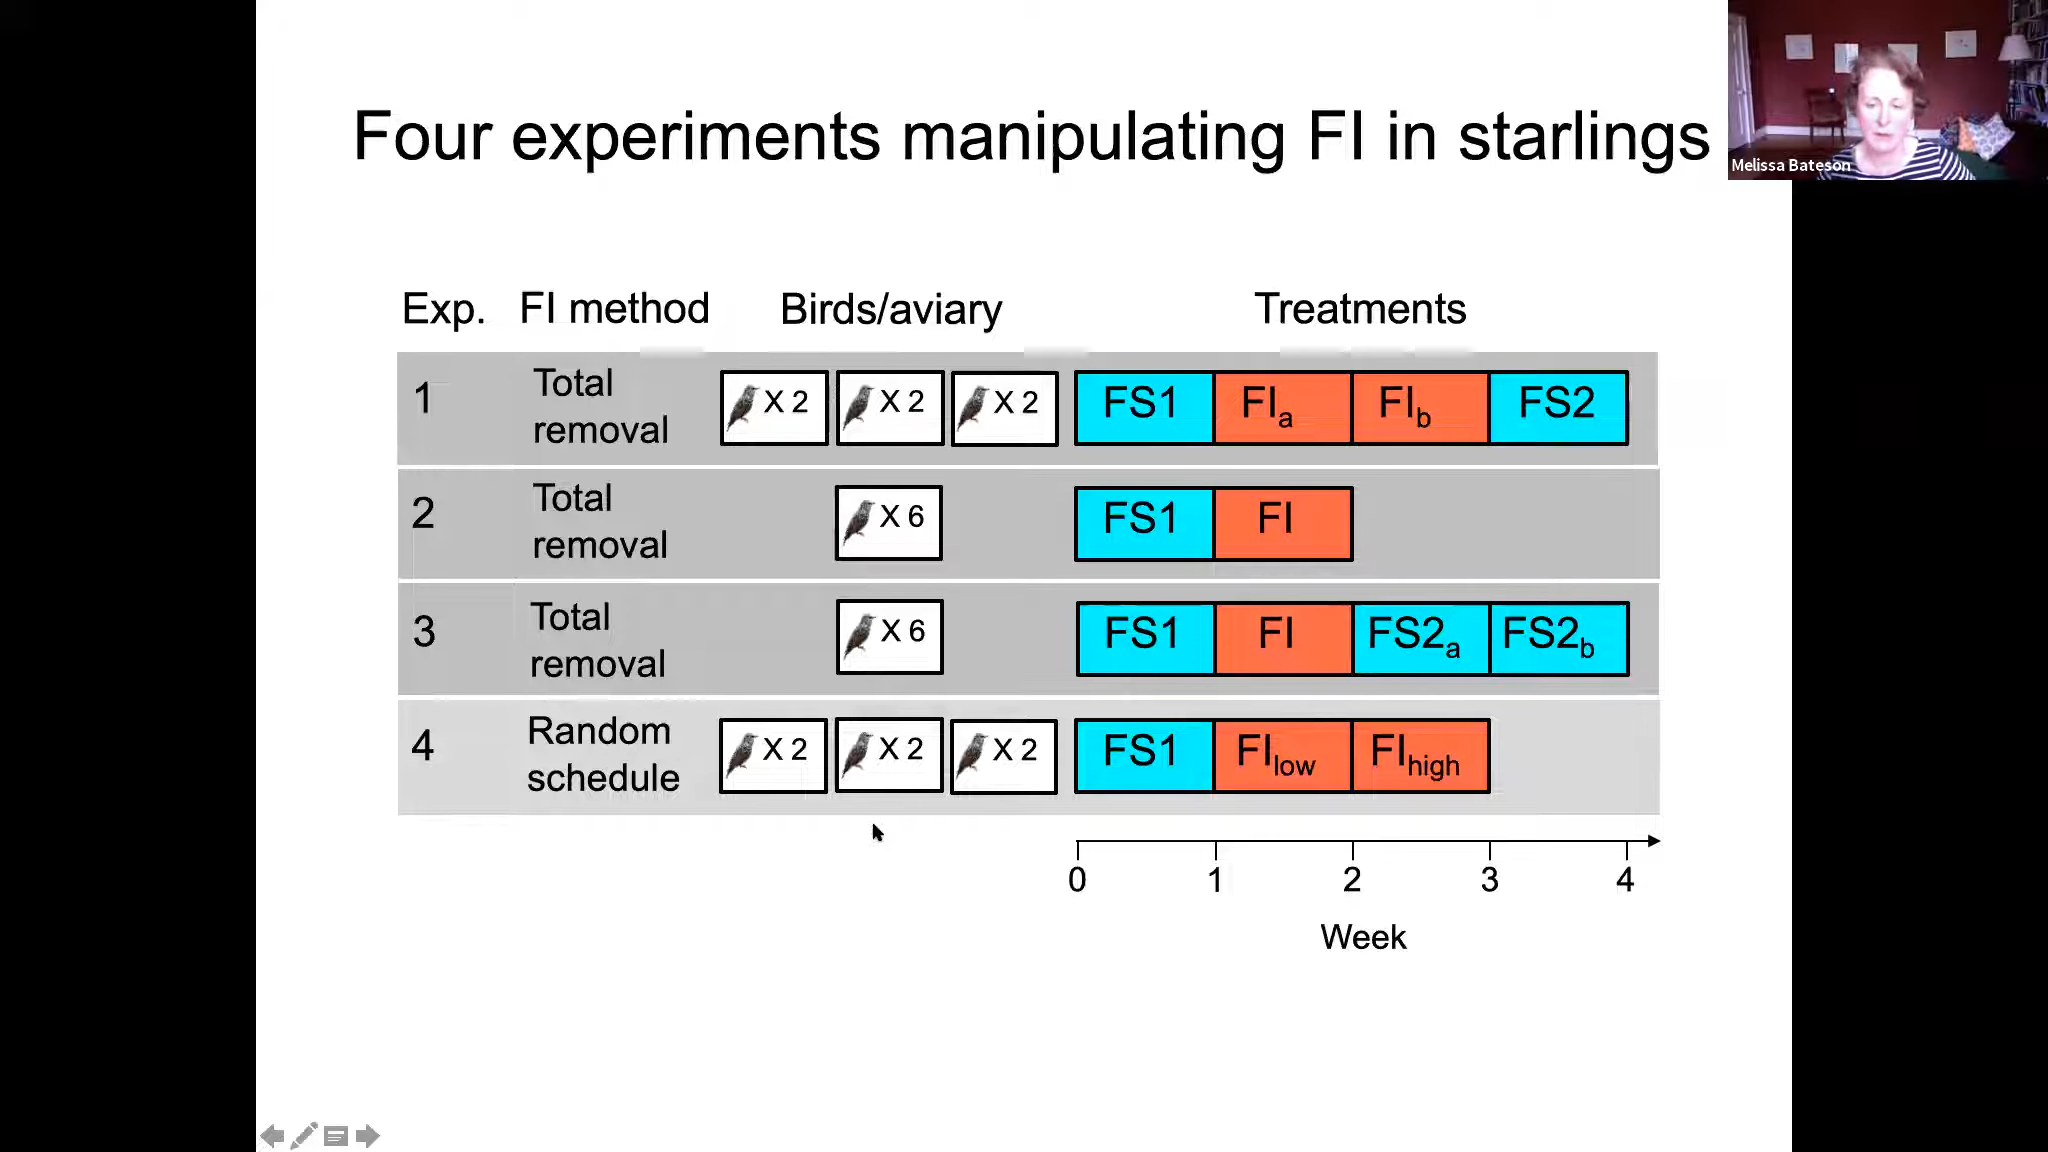 Four experiments manipulating FI in starlings
Melissa Bateson
Exp. FI method Birds/aviary Treatments
1 Total removal X 2 X 2 X 2 FS1 FIa FIb FS2
2 Total removal X 6 FS1 FI
3 Total removal X 6 FS1 FI FS2a FS2b
4 Random schedule X 2 X 2 X 2 FS1 FIlow FIhigh
0 1 2 3 4
Week